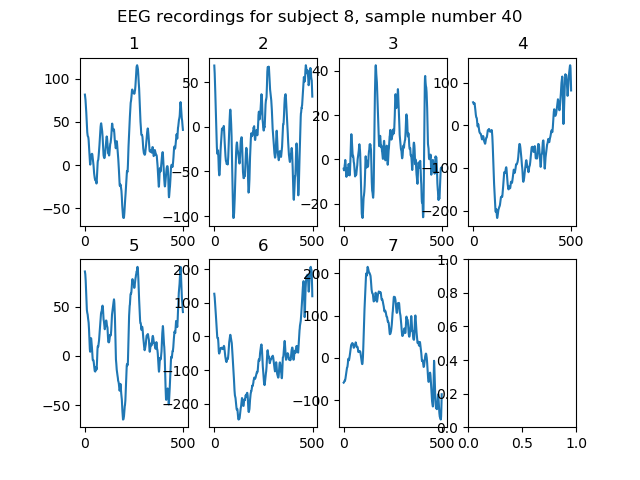 EEG recordings for subject 8, sample number 40
1 2 3 4
100 50 0 −50
50 0 −50 −100
40 20 0 −20
100 0 −100 −200
0 500 0 500 0 500 0 500
5 6 7
50 0 −50
200 100 0 −100 −200
200 100 0 −100
1.0 0.8 0.6 0.4 0.2 0.0
0 500 0 500 0 500 0.0 0.5 1.0